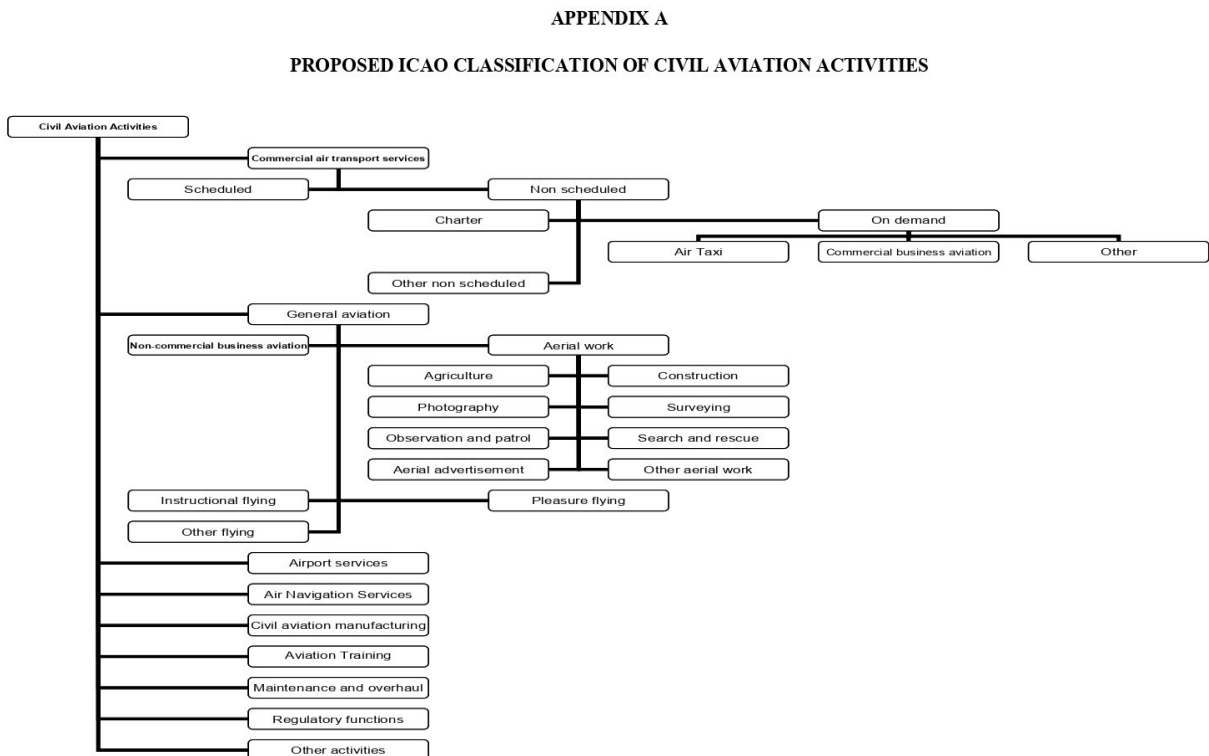 APPENDIX A
PROPOSED ICAO CLASSIFICATION OF CIVIL AVIATION ACTIVITIES
Civil Aviation Activities
Commercial air transport services
Scheduled
Non scheduled
Charter
On demand
Air Taxi
Commercial business aviation
Other
Other non scheduled
General aviation
Non-commercial business aviation
Aerial work
Agriculture
Construction
Photography
Surveying
Observation and patrol
Search and rescue
Aerial advertisement
Other aerial work
Instructional flying
Pleasure flying
Other flying
Airport services
Air Navigation Services
Civil aviation manufacturing
Aviation Training
Maintenance and overhaul
Regulatory functions
Other activities